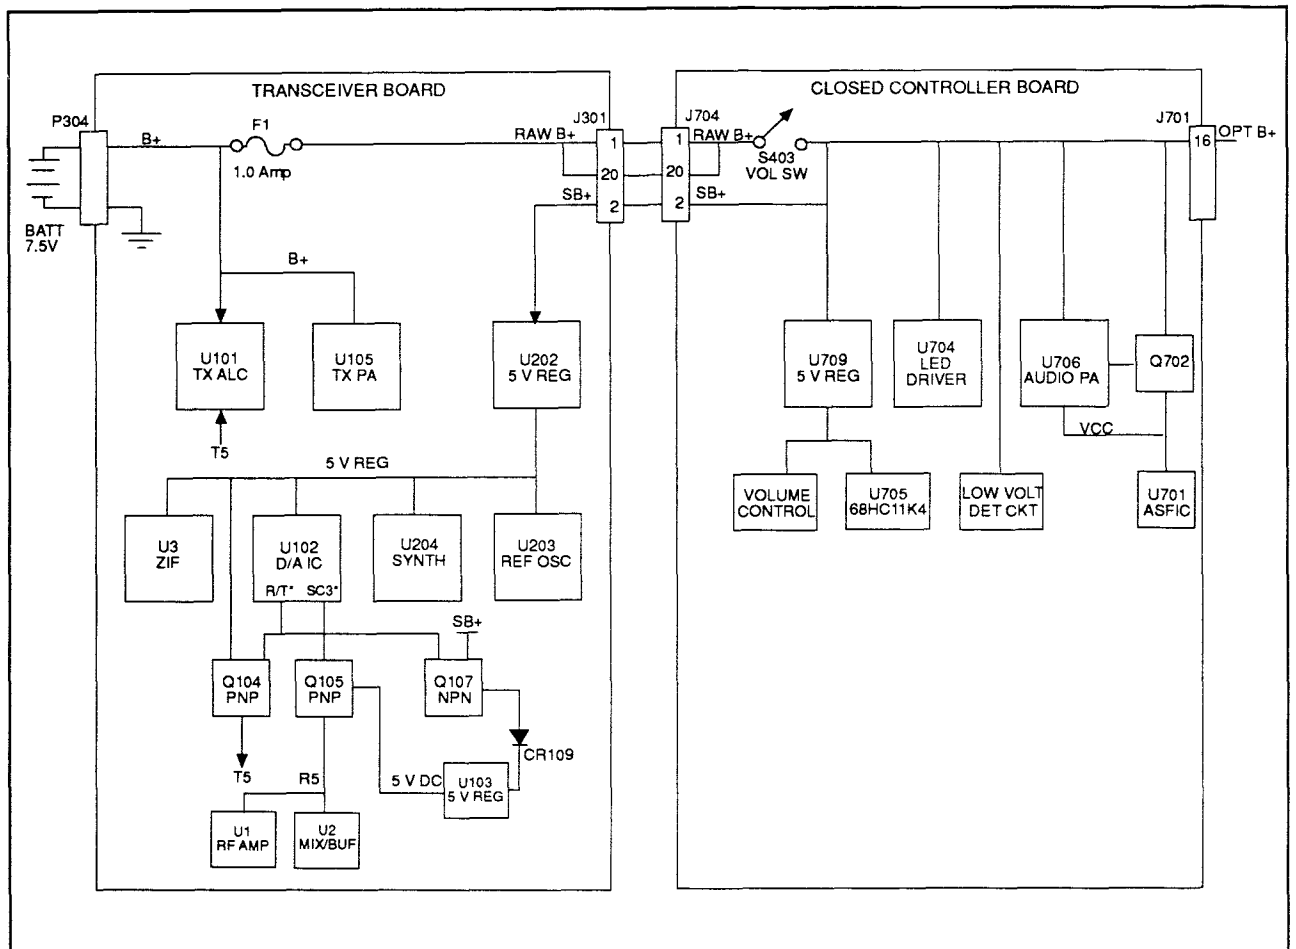 TRANSCEIVER BOARD
CLOSED CONTROLLER BOARD
P304
B+
F1
1.0 Amp
RAW B+
J301
1
20
SB+
2
J704
1
RAW B+
20
SB+
2
S403
VOL SW
J701
16
OPT B+
BATT
7.5V
B+
U101
TX ALC
U105
TX PA
U202
5 V REG
T5
5 V REG
U709
5 V REG
U704
LED
DRIVER
U706
AUDIO PA
Q702
VCC
VOLUME
CONTROL
U705
68HC11K4
LOW VOLT
DET CKT
U701
ASFIC
U3
ZIF
U102
D/A IC
R/T* SC3*
U204
SYNTH
U203
REF OSC
SB+
Q104
PNP
Q105
PNP
Q107
NPN
CR109
T5
R5
5 V DC
U103
5 V REG
U1
RF AMP
U2
MIX/BUF